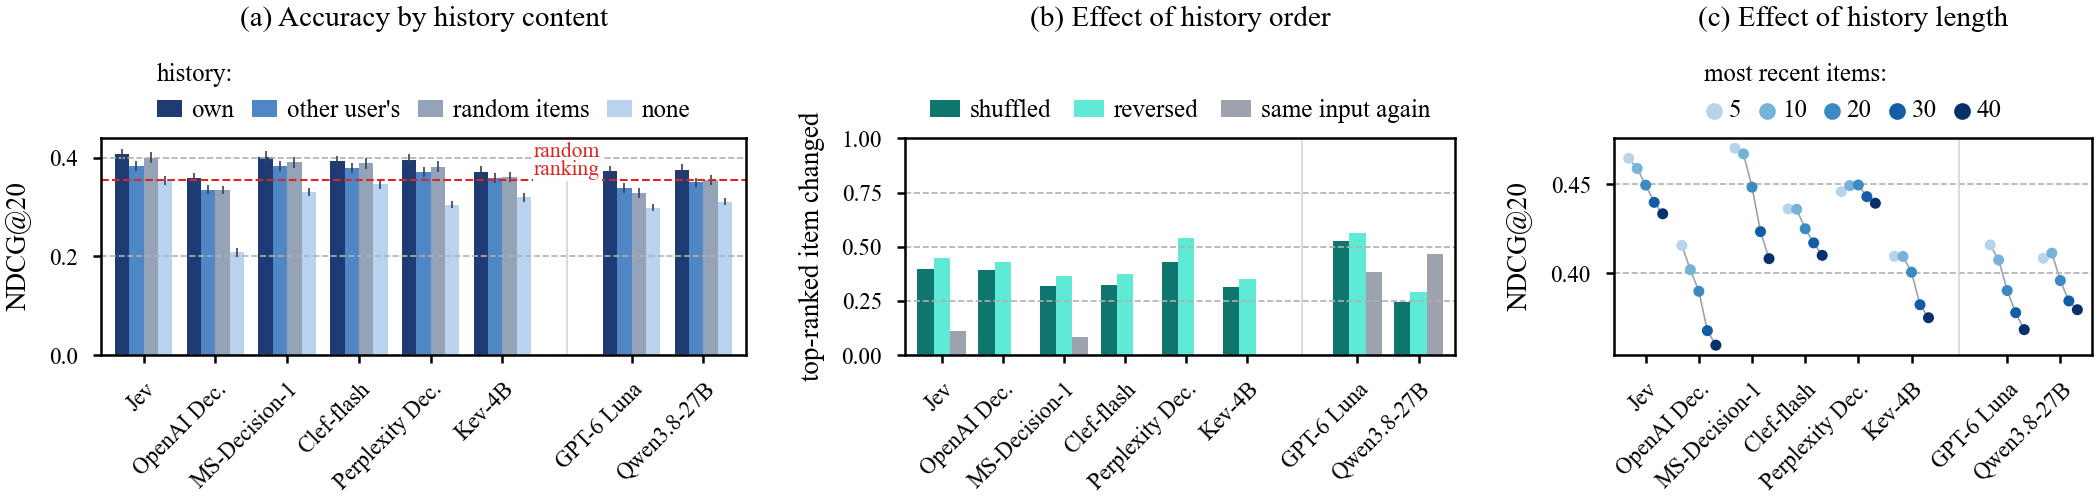 (a) Accuracy by history content
history:
own other user's random items none
NDCG@20
0.4
0.2
0.0
random
ranking
Jev
OpenAI Dec.
MS-Decision-1
Clef-flash
Perplexity Dec.
Kev-4B
GPT-6 Luna
Qwen3.8-27B
(b) Effect of history order
shuffled reversed same input again
top-ranked item changed
1.00
0.75
0.50
0.25
0.00
Jev
OpenAI Dec.
MS-Decision-1
Clef-flash
Perplexity Dec.
Kev-4B
GPT-6 Luna
Qwen3.8-27B
(c) Effect of history length
most recent items:
5 10 20 30 40
NDCG@20
0.45
0.40
Jev
OpenAI Dec.
MS-Decision-1
Clef-flash
Perplexity Dec.
Kev-4B
GPT-6 Luna
Qwen3.8-27B